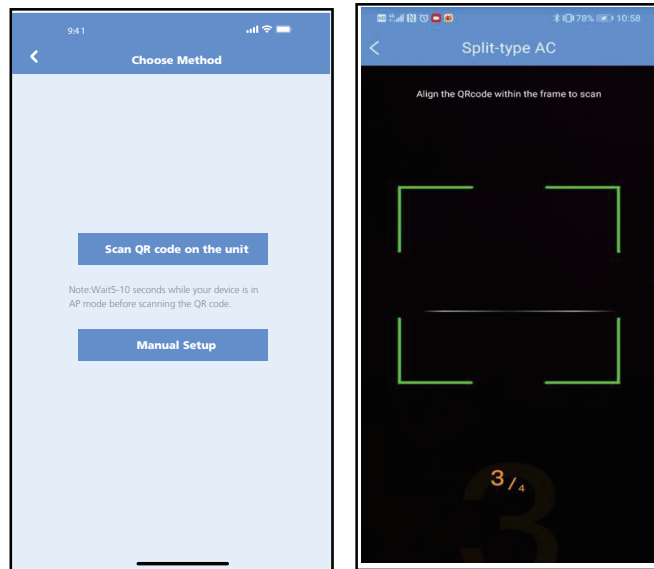 9:41
Choose Method
Scan QR code on the unit
Note:Wait5-10 seconds while your device is in
AP mode before scanning the QR code.
Manual Setup
78% 10:58
Split-type AC
Align the QRcode within the frame to scan
3/4
3